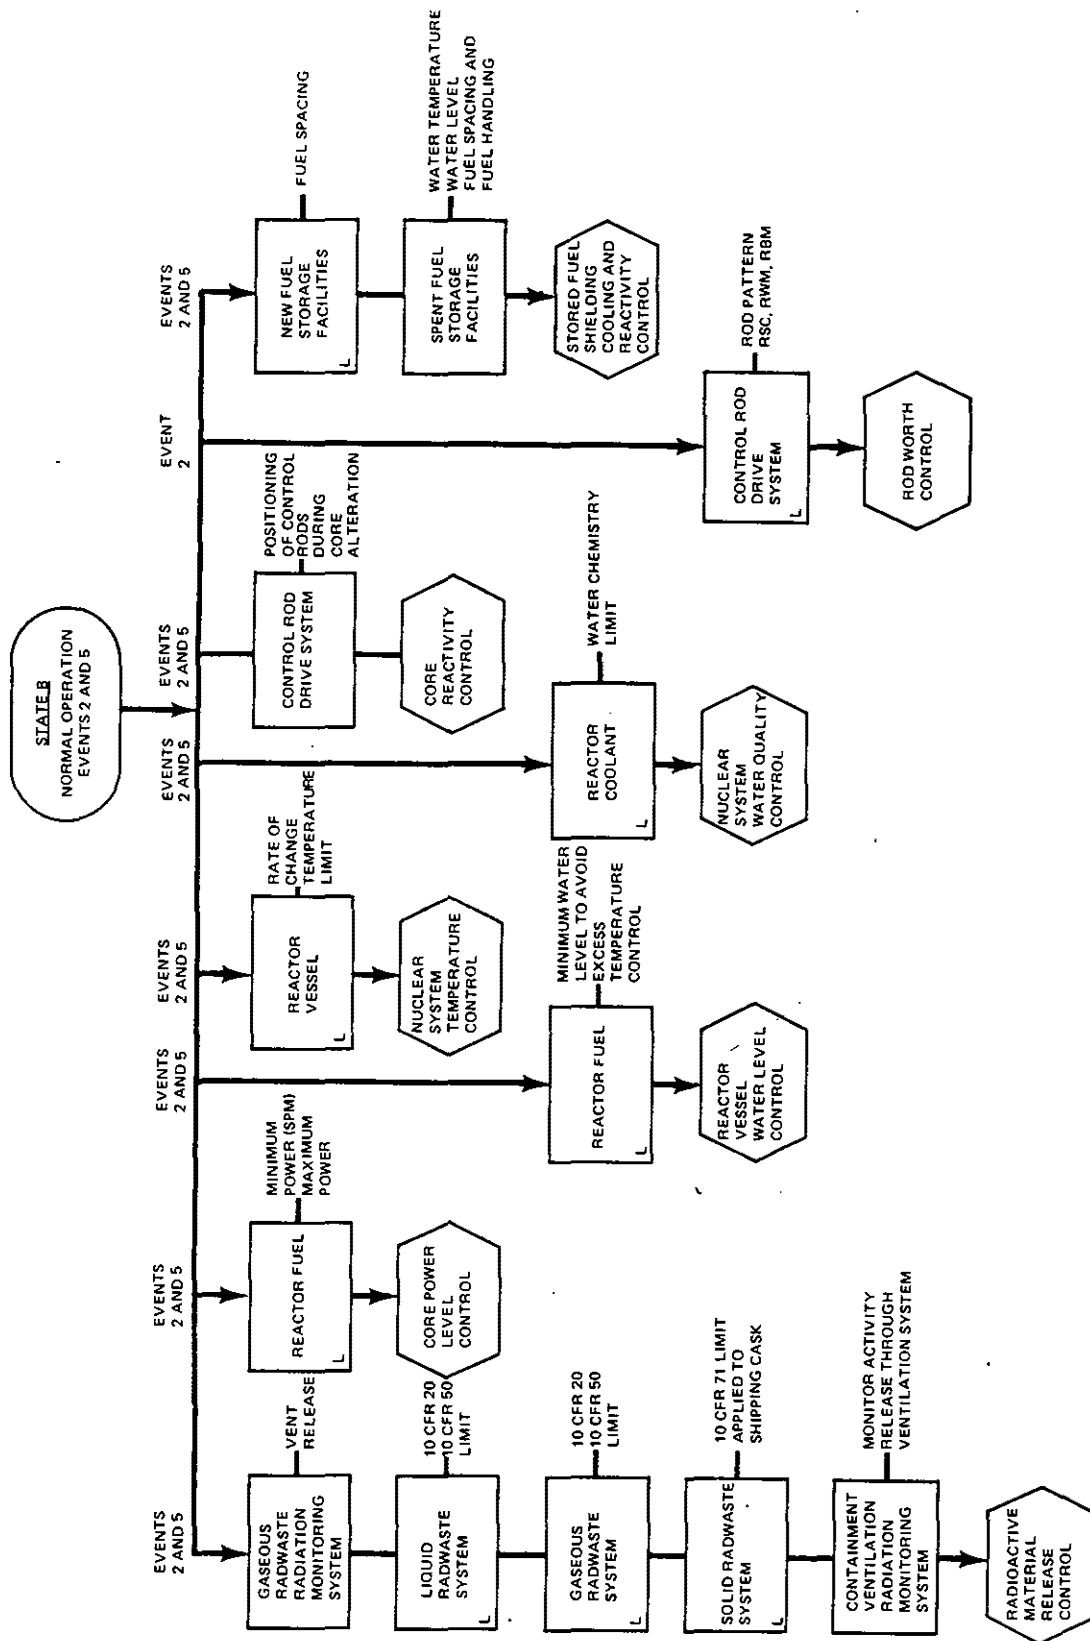 STATE B
NORMAL OPERATION
EVENTS 2 AND 5
EVENTS
2 AND 5
GASEOUS
RADWASTE
RADIATION
MONITORING
SYSTEM
VENT
RELEASE
LIQUID
RADWASTE
SYSTEM
L
10 CFR 20
10 CFR 50
LIMIT
GASEOUS
RADWASTE
SYSTEM
L
10 CFR 20
10 CFR 50
LIMIT
SOLID RADWASTE
SYSTEM
L
10 CFR 71 LIMIT
APPLIED TO
SHIPPING CASK
CONTAINMENT
VENTILATION
RADIATION
MONITORING
SYSTEM
MONITOR ACTIVITY
RELEASE THROUGH
VENTILATION SYSTEM
RADIOACTIVE
MATERIAL
RELEASE
CONTROL
EVENTS
2 AND 5
REACTOR FUEL
L
MINIMUM
POWER (SPM)
MAXIMUM
POWER
CORE POWER
LEVEL
CONTROL
EVENTS
2 AND 5
REACTOR FUEL
L
MINIMUM WATER
LEVEL TO AVOID
EXCESS
TEMPERATURE
CONTROL
REACTOR
VESSEL
WATER LEVEL
CONTROL
EVENTS
2 AND 5
REACTOR
VESSEL
L
RATE OF
CHANGE
TEMPERATURE
LIMIT
NUCLEAR
SYSTEM
TEMPERATURE
CONTROL
EVENTS
2 AND 5
REACTOR
COOLANT
L
WATER CHEMISTRY
LIMIT
NUCLEAR
SYSTEM
WATER QUALITY
CONTROL
EVENTS
2 AND 5
CONTROL ROD
DRIVE SYSTEM
POSITIONING
OF CONTROL
RODS
DURING
CORE
ALTERATION
CORE
REACTIVITY
CONTROL
EVENT
2
CONTROL ROD
DRIVE
SYSTEM
L
ROD PATTERN
RSC, RWM, RBM
ROD WORTH
CONTROL
EVENTS
2 AND 5
NEW FUEL
STORAGE
FACILITIES
L
FUEL SPACING
SPENT FUEL
STORAGE
FACILITIES
WATER TEMPERATURE
WATER LEVEL
FUEL SPACING AND
FUEL HANDLING
STORED FUEL
SHIELDING
COOLING AND
REACTIVITY
CONTROL